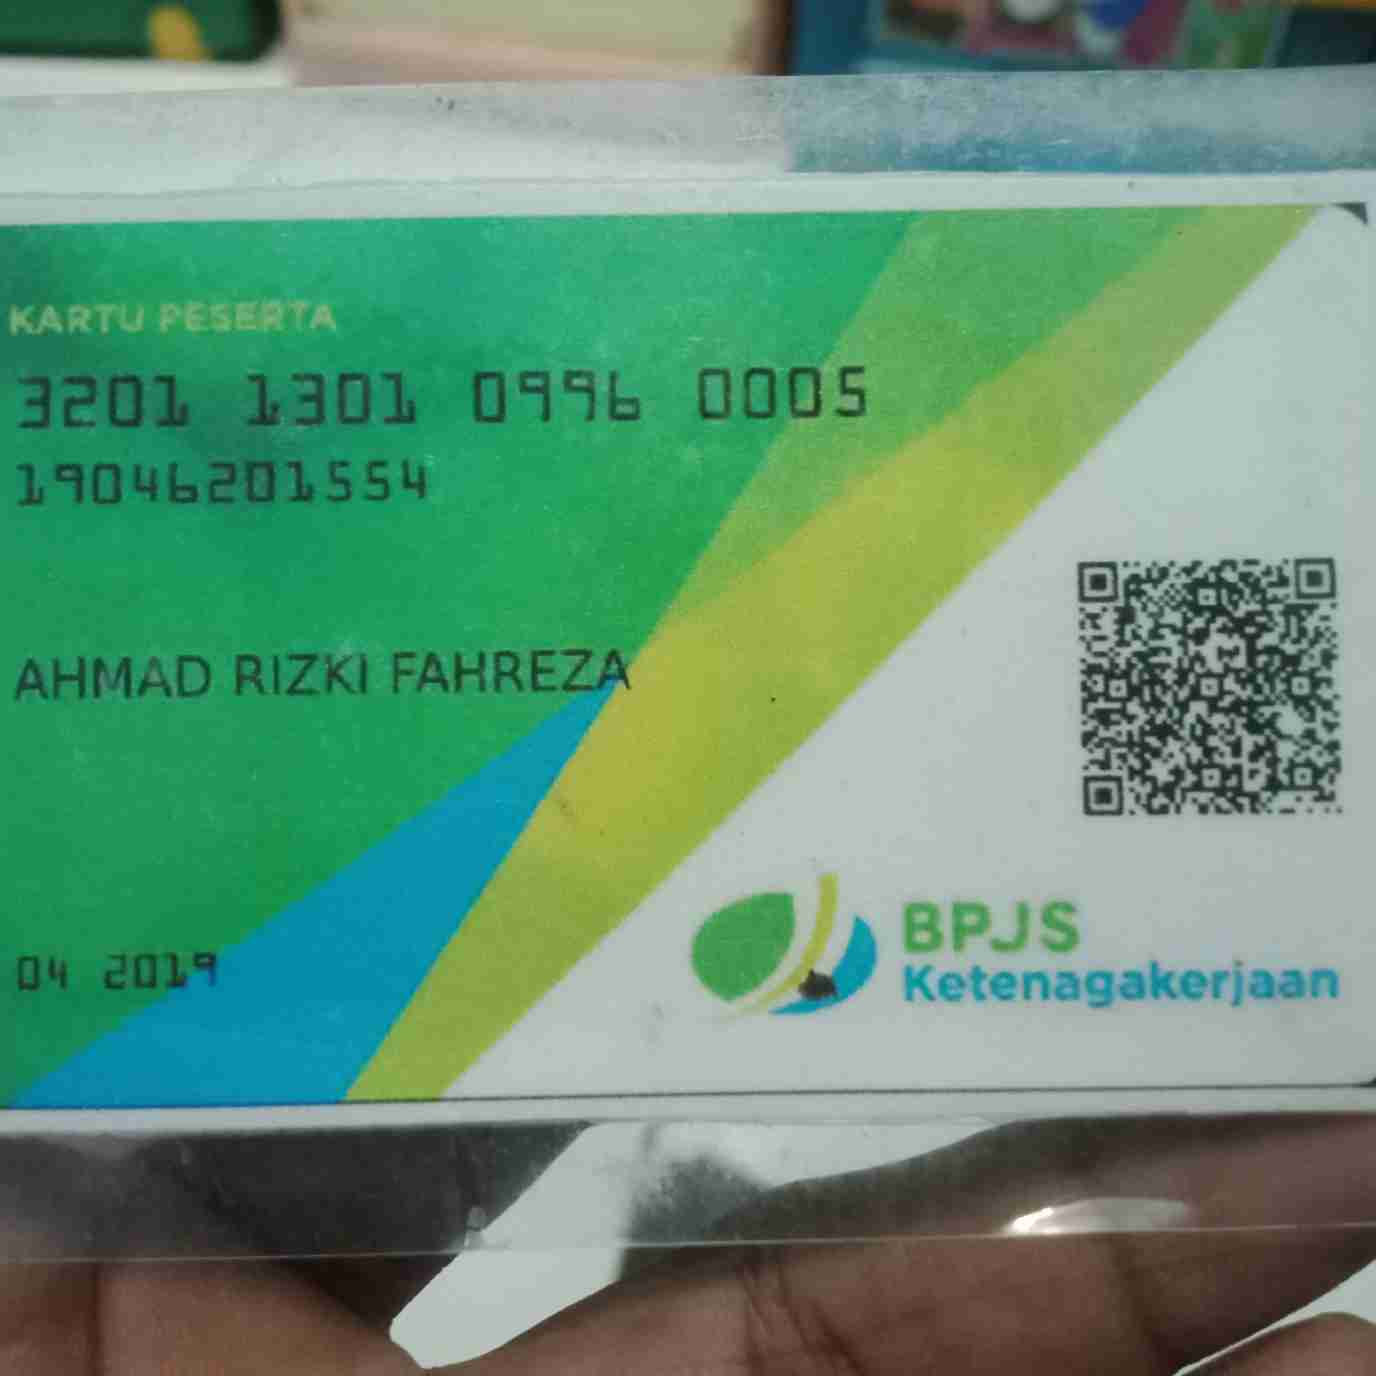 KARTU PESERTA
3201 1301 0996 0005
19046201554
AHMAD RIZKI FAHREZA
04 2019
BPJS
Ketenagakerjaan